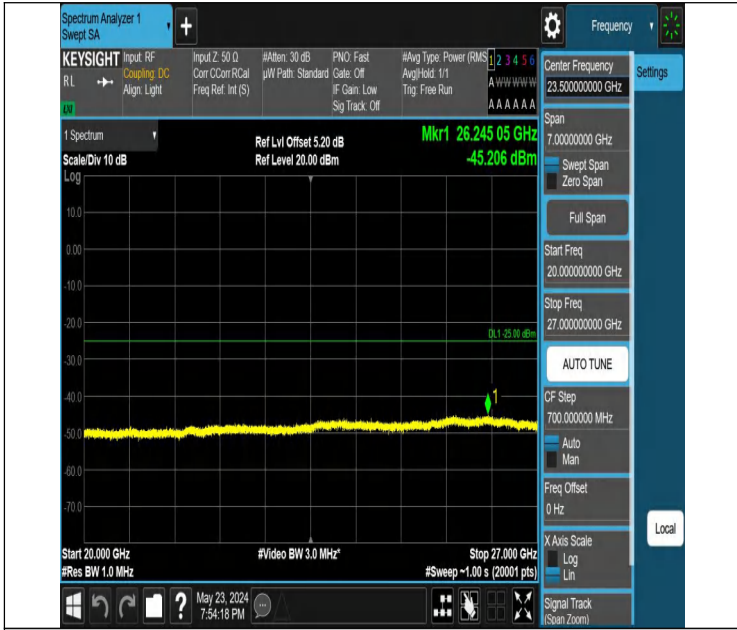 Spectrum Analyzer 1
Swept SA
+
Frequency
KEYSIGHT
RL
LXI
Input: RF
Coupling: DC
Align: Light
Input Z: 50 Ω
Corr CCorr RCal
Freq Ref: Int (S)
#Atten: 30 dB
µW Path: Standard
PNO: Fast
Gate: Off
IF Gain: Low
Sig Track: Off
#Avg Type: Power (RMS
Avg|Hold: 1/1
Trig: Free Run
1 2 3 4 5 6
A W W W W W
A A A A A A
1 Spectrum
Scale/Div 10 dB
Ref Lvl Offset 5.20 dB
Ref Level 20.00 dBm
Mkr1 26.245 05 GHz
-45.206 dBm
Log
10.0
0.00
-10.0
-20.0
-30.0
-40.0
-50.0
-60.0
-70.0
DL1 -25.00 dBm
1
Start 20.000 GHz
#Res BW 1.0 MHz
#Video BW 3.0 MHz*
Stop 27.000 GHz
#Sweep ~1.00 s (20001 pts)
Center Frequency
23.500000000 GHz
Settings
Span
7.00000000 GHz
Swept Span
Zero Span
Full Span
Start Freq
20.000000000 GHz
Stop Freq
27.000000000 GHz
AUTO TUNE
CF Step
700.000000 MHz
Auto
Man
Freq Offset
0 Hz
X Axis Scale
Log
Lin
Local
Signal Track
(Span Zoom)
?
May 23, 2024
7:54:18 PM